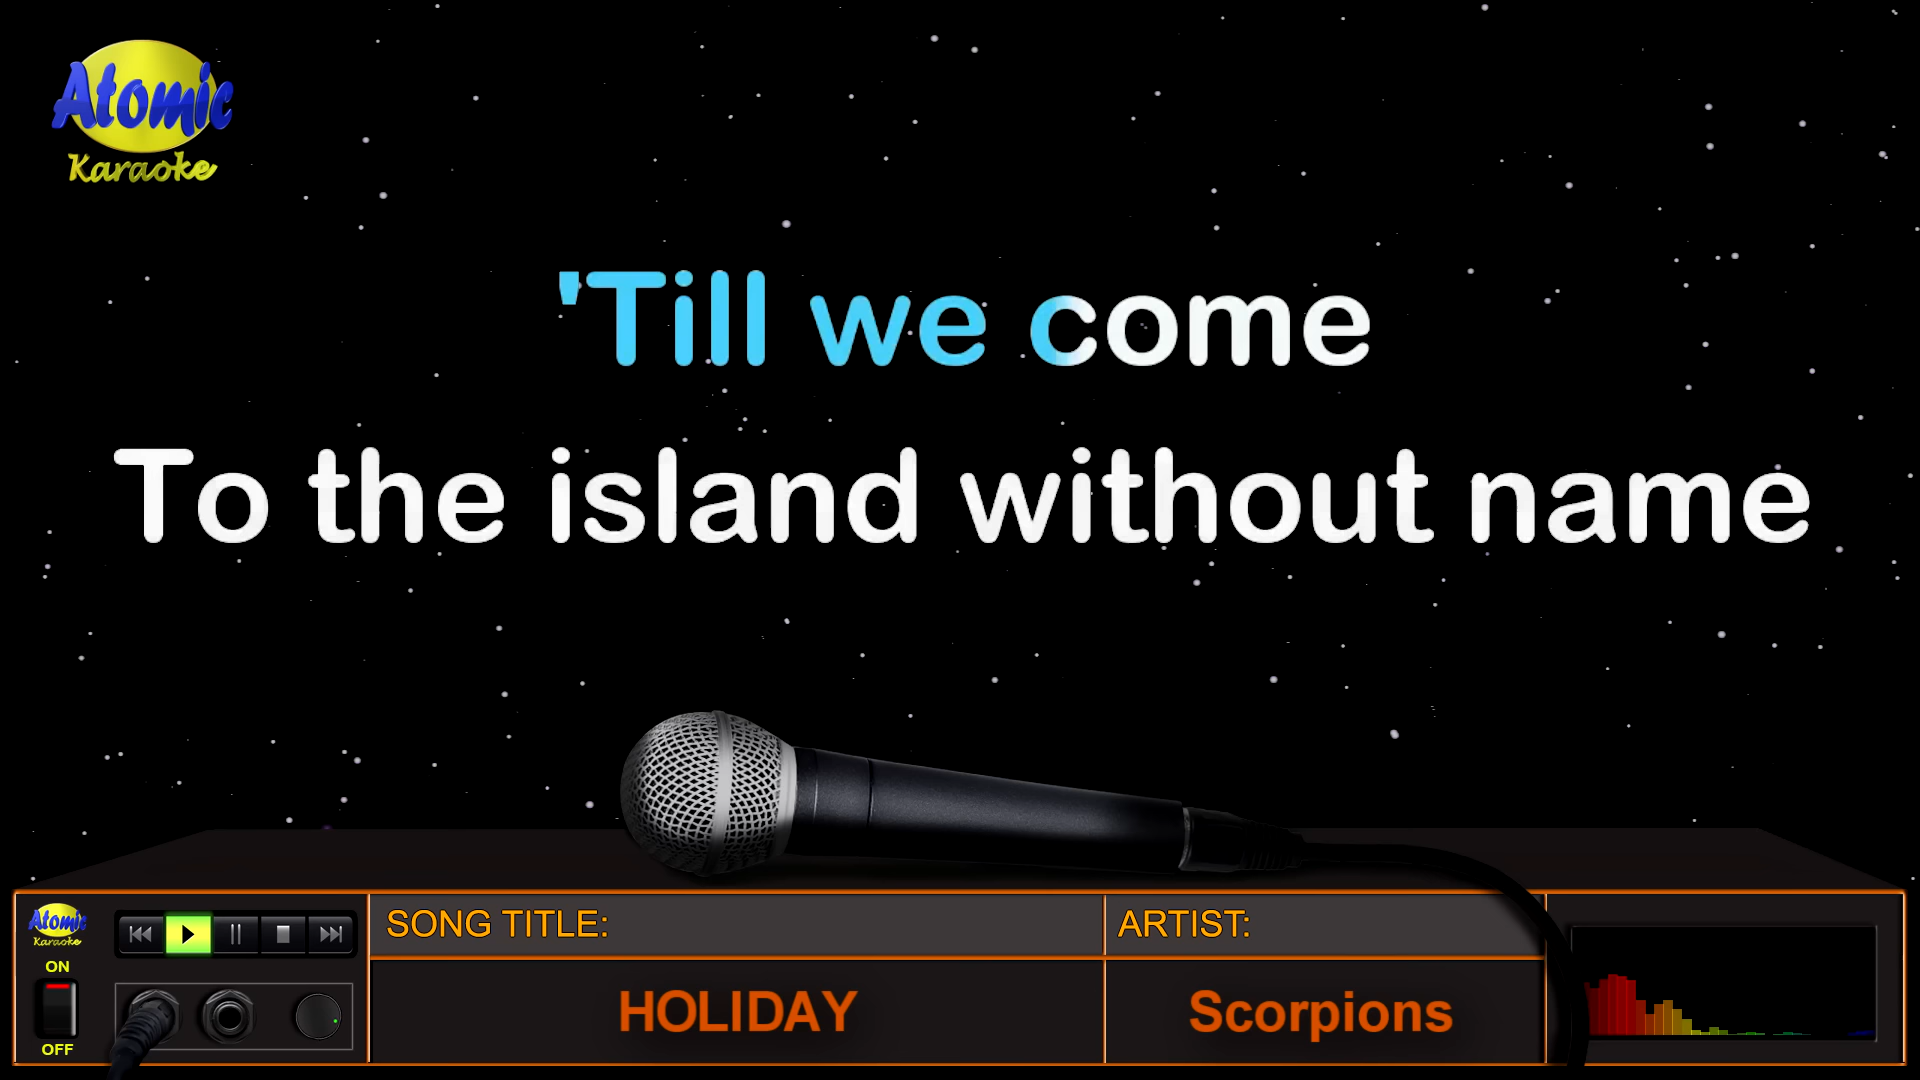 Atomic
Karaoke
'Till we come
To the island without name
Atomic
Karaoke
ON
OFF
SONG TITLE:
HOLIDAY
ARTIST:
Scorpions